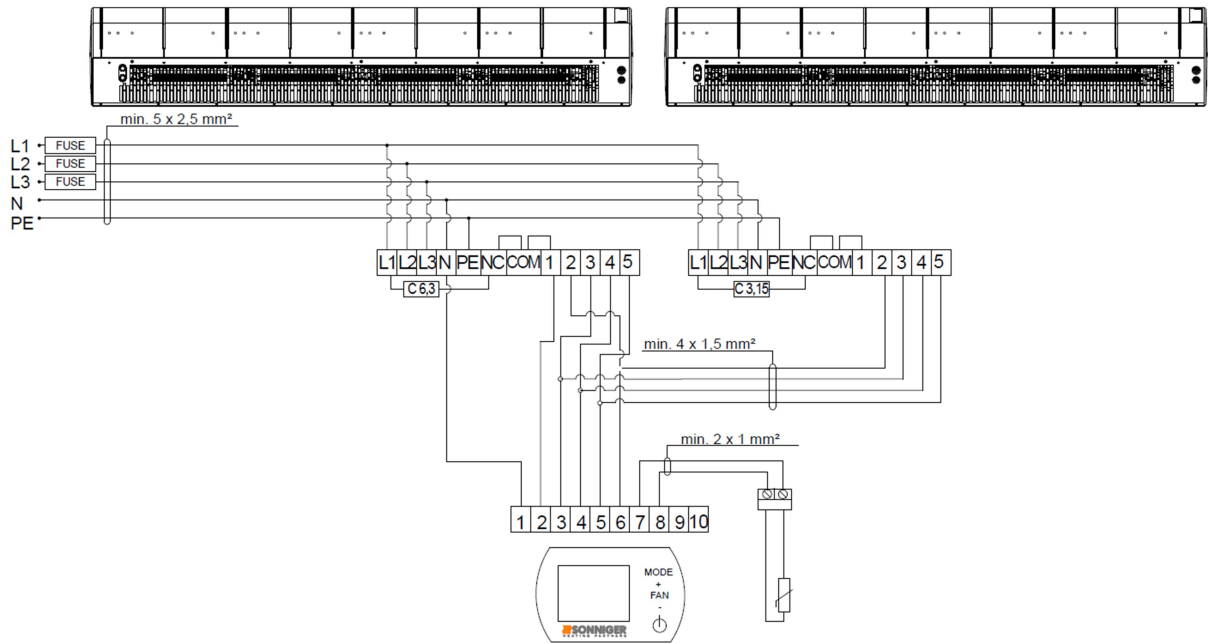 min. 5 x 2,5 mm²
L1 FUSE
L2 FUSE
L3 FUSE
N
PE
L1 L2 L3 N PE NC COM 1 2 3 4 5
L1 L2 L3 N PE NC COM 1 2 3 4 5
C 6,3
C 3,15
min. 4 x 1,5 mm²
min. 2 x 1 mm²
1 2 3 4 5 6 7 8 9 10
MODE
+
FAN
-
SONNIGER
HEATING PARTNERS